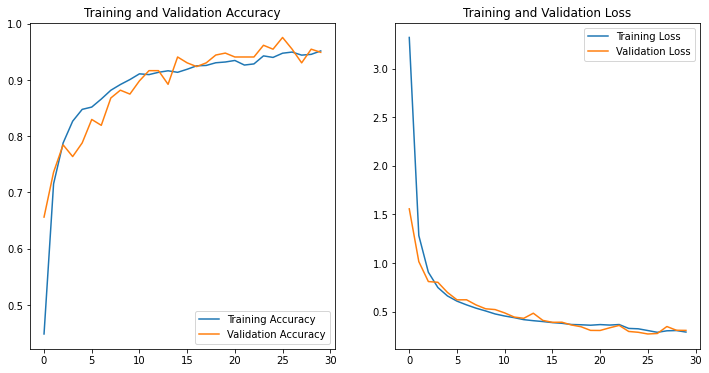 Training and Validation Accuracy
1.0
0.9
0.8
0.7
0.6
0.5
0 5 10 15 20 25 30
Training Accuracy
Validation Accuracy
Training and Validation Loss
3.0
2.5
2.0
1.5
1.0
0.5
0 5 10 15 20 25 30
Training Loss
Validation Loss